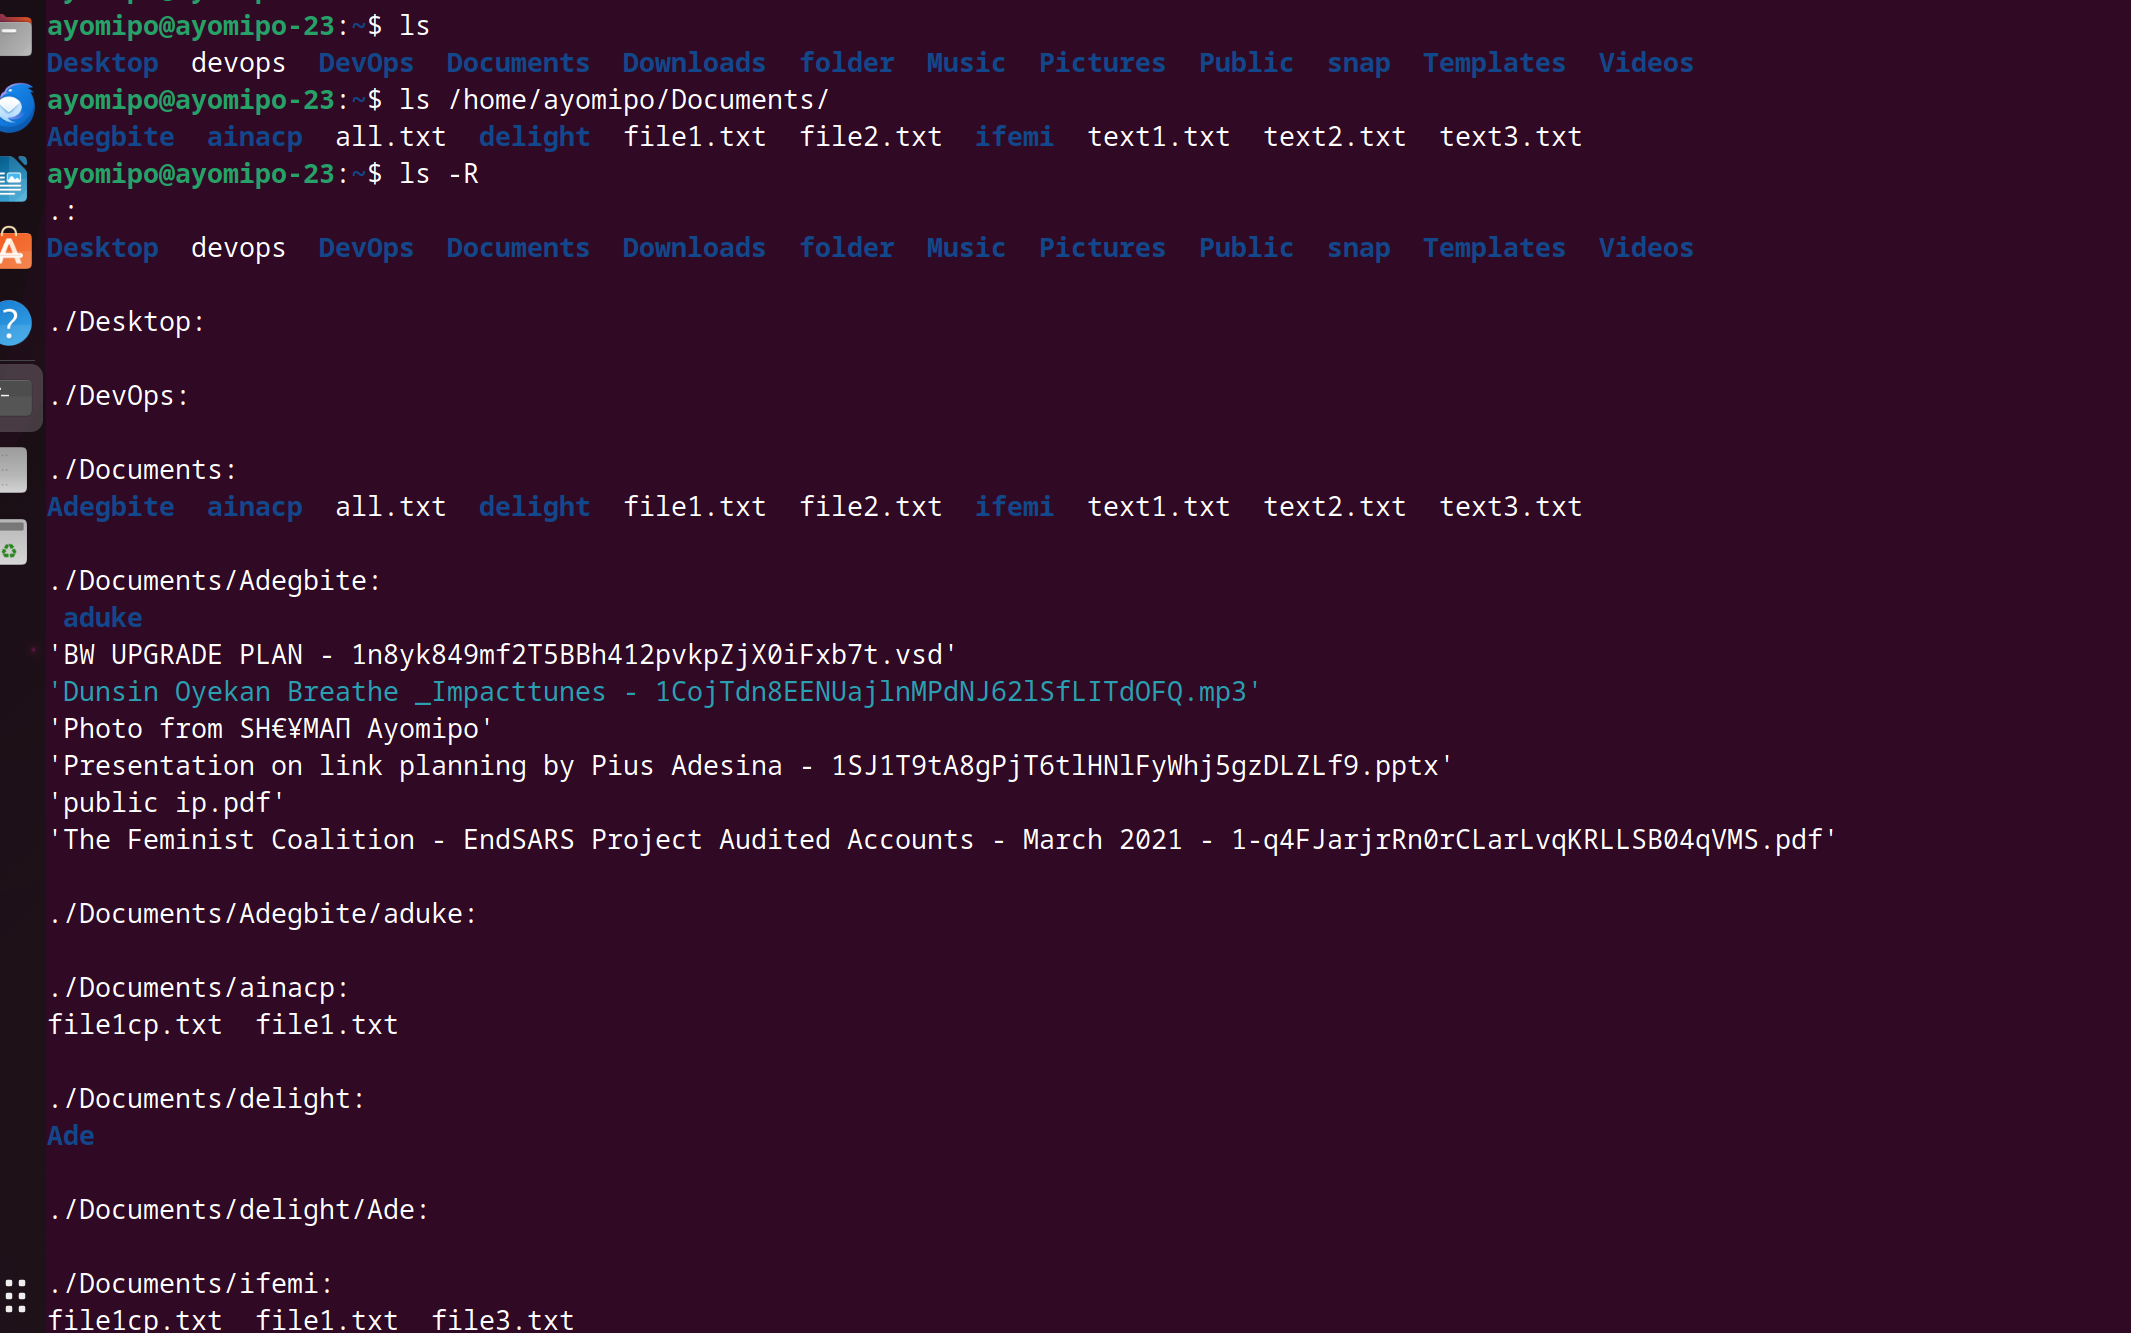 ayomipo@ayomipo-23:~$ ls
Desktop  devops  DevOps  Documents  Downloads  folder  Music  Pictures  Public  snap  Templates  Videos
ayomipo@ayomipo-23:~$ ls /home/ayomipo/Documents/
Adegbite  ainacp  all.txt  delight  file1.txt  file2.txt  ifemi  text1.txt  text2.txt  text3.txt
ayomipo@ayomipo-23:~$ ls -R
.:
Desktop  devops  DevOps  Documents  Downloads  folder  Music  Pictures  Public  snap  Templates  Videos
./Desktop:
./DevOps:
./Documents:
Adegbite  ainacp  all.txt  delight  file1.txt  file2.txt  ifemi  text1.txt  text2.txt  text3.txt
./Documents/Adegbite:
aduke
'BW UPGRADE PLAN - 1n8yk849mf2T5BBh412pvkpZjX0iFxb7t.vsd'
'Dunsin Oyekan Breathe _Impacttunes - 1CojTdn8EENUajlnMPdNJ62lSfLITdOFQ.mp3'
'Photo from SH€¥MAП Ayomipo'
'Presentation on link planning by Pius Adesina - 1SJ1T9tA8gPjT6tlHNlFyWhj5gzDLZLf9.pptx'
'public ip.pdf'
'The Feminist Coalition - EndSARS Project Audited Accounts - March 2021 - 1-q4FJarjrRn0rCLarLvqKRLLSB04qVMS.pdf'
./Documents/Adegbite/aduke:
./Documents/ainacp:
file1cp.txt  file1.txt
./Documents/delight:
Ade
./Documents/delight/Ade:
./Documents/ifemi:
file1cp.txt  file1.txt  file3.txt